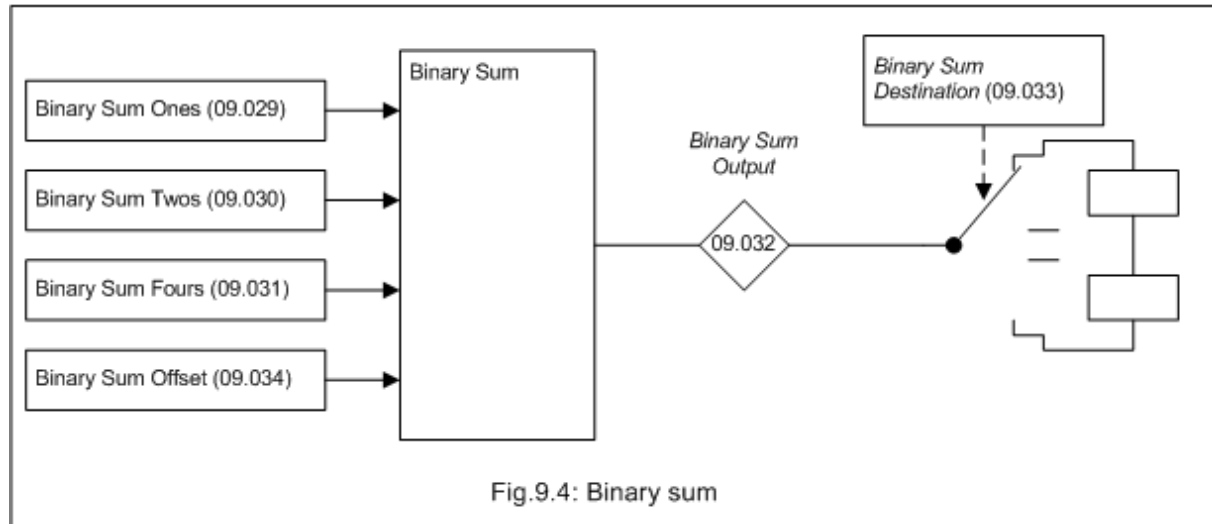 Binary Sum
Binary Sum Ones (09.029)
Binary Sum Twos (09.030)
Binary Sum Fours (09.031)
Binary Sum Offset (09.034)
Binary Sum
Output
09.032
Binary Sum
Destination (09.033)
Fig.9.4: Binary sum